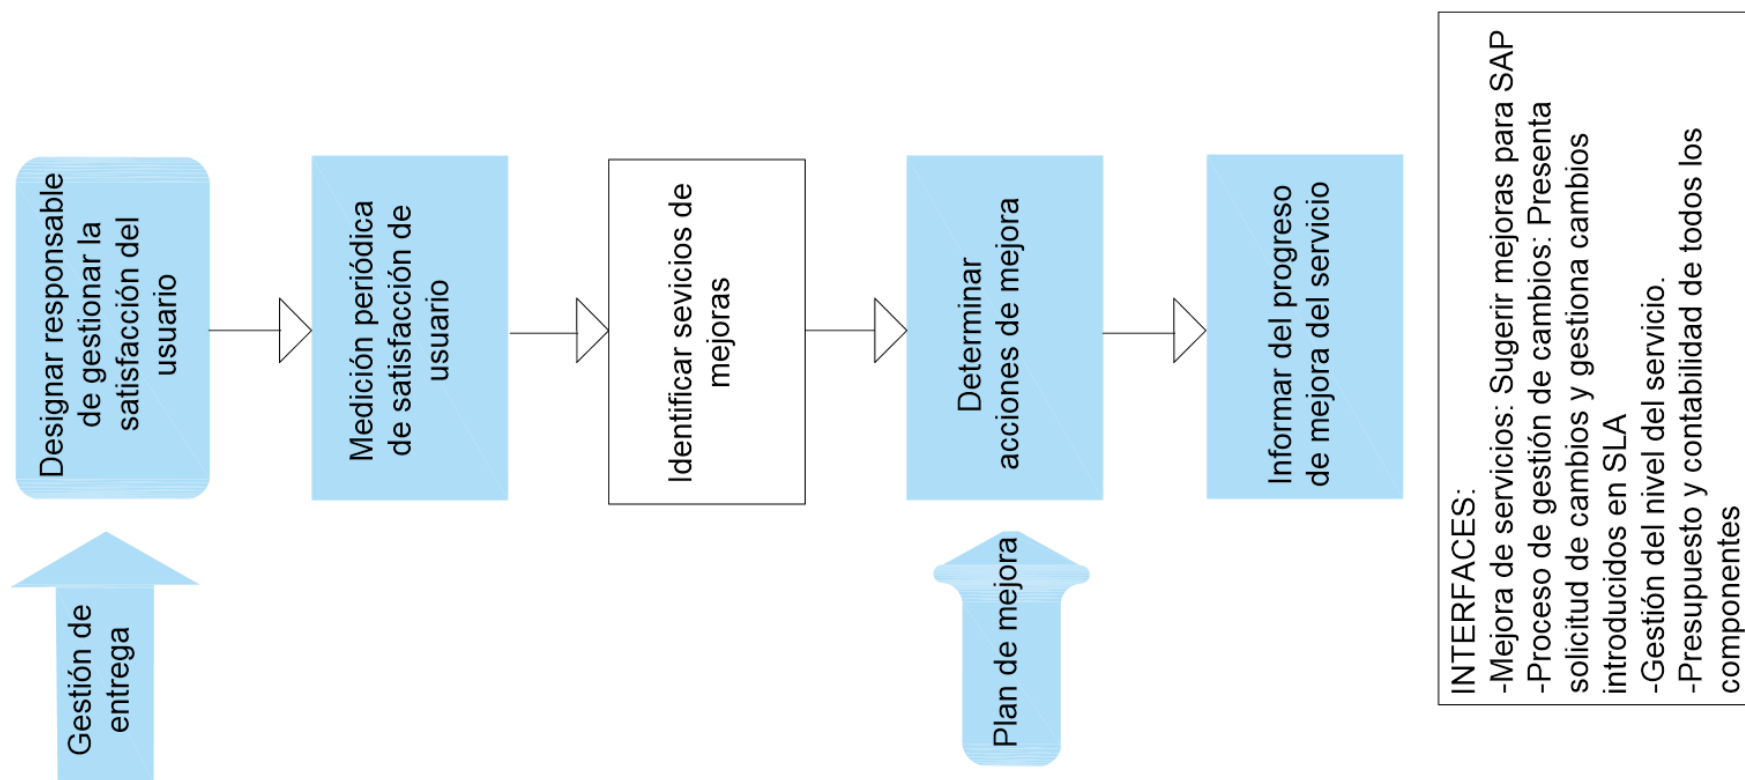 Gestión de
entrega
Designar responsable
de gestionar la
satisfacción del
usuario
Medición periódica
de satisfacción de
usuario
Identificar sevicios de
mejoras
Plan de mejora
Determinar
acciones de mejora
Informar del progreso
de mejora del servicio
INTERFACES:
-Mejora de servicios: Sugerir mejoras para SAP
-Proceso de gestión de cambios: Presenta
solicitud de cambios y gestiona cambios
introducidos en SLA
-Gestión del nivel del servicio.
-Presupuesto y contabilidad de todos los
componentes